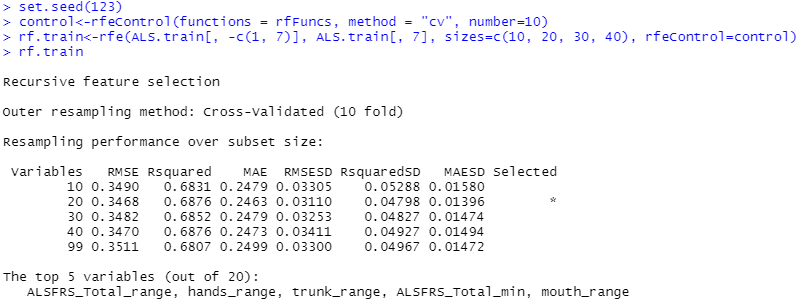 > set.seed(123)
> control<-rfeControl(functions = rfFuncs, method = "cv", number=10)
> rf.train<-rfe(ALS.train[, -c(1, 7)], ALS.train[, 7], sizes=c(10, 20, 30, 40), rfeControl=control)
> rf.train
Recursive feature selection
Outer resampling method: Cross-Validated (10 fold)
Resampling performance over subset size:
Variables RMSE Rsquared MAE RMSESD RsquaredSD MAESD Selected
10 0.3490 0.6831 0.2479 0.03305 0.05288 0.01580
20 0.3468 0.6876 0.2463 0.03110 0.04798 0.01396 *
30 0.3482 0.6852 0.2479 0.03253 0.04827 0.01474
40 0.3470 0.6876 0.2473 0.03411 0.04927 0.01494
99 0.3511 0.6807 0.2499 0.03300 0.04967 0.01472
The top 5 variables (out of 20):
ALSFRS_Total_range, hands_range, trunk_range, ALSFRS_Total_min, mouth_range